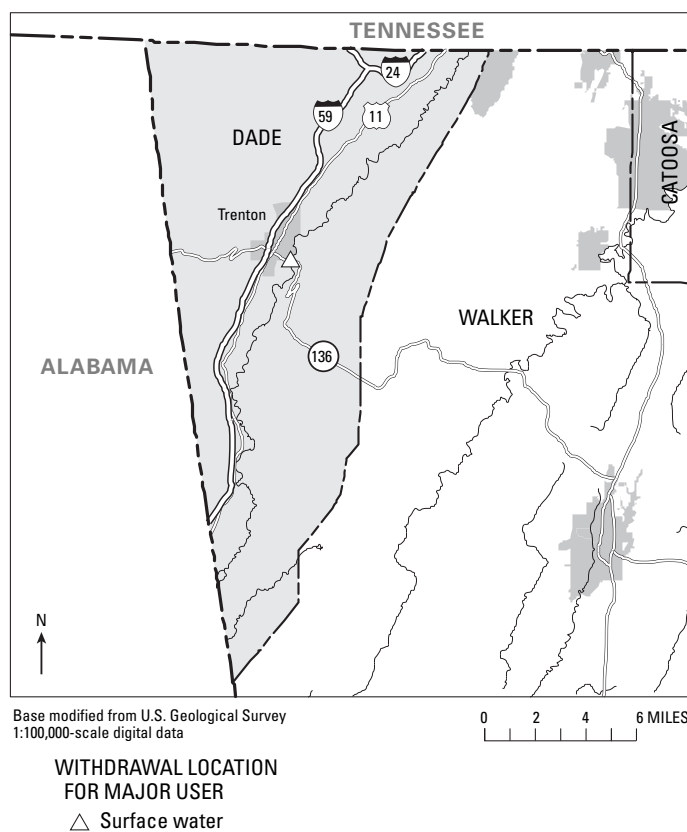 TENNESSEE
24
59
11
DADE
CATOOSA
Trenton
WALKER
ALABAMA
136
N
Base modified from U.S. Geological Survey
1:100,000-scale digital data
0 2 4 6 MILES
WITHDRAWAL LOCATION
FOR MAJOR USER
Surface water